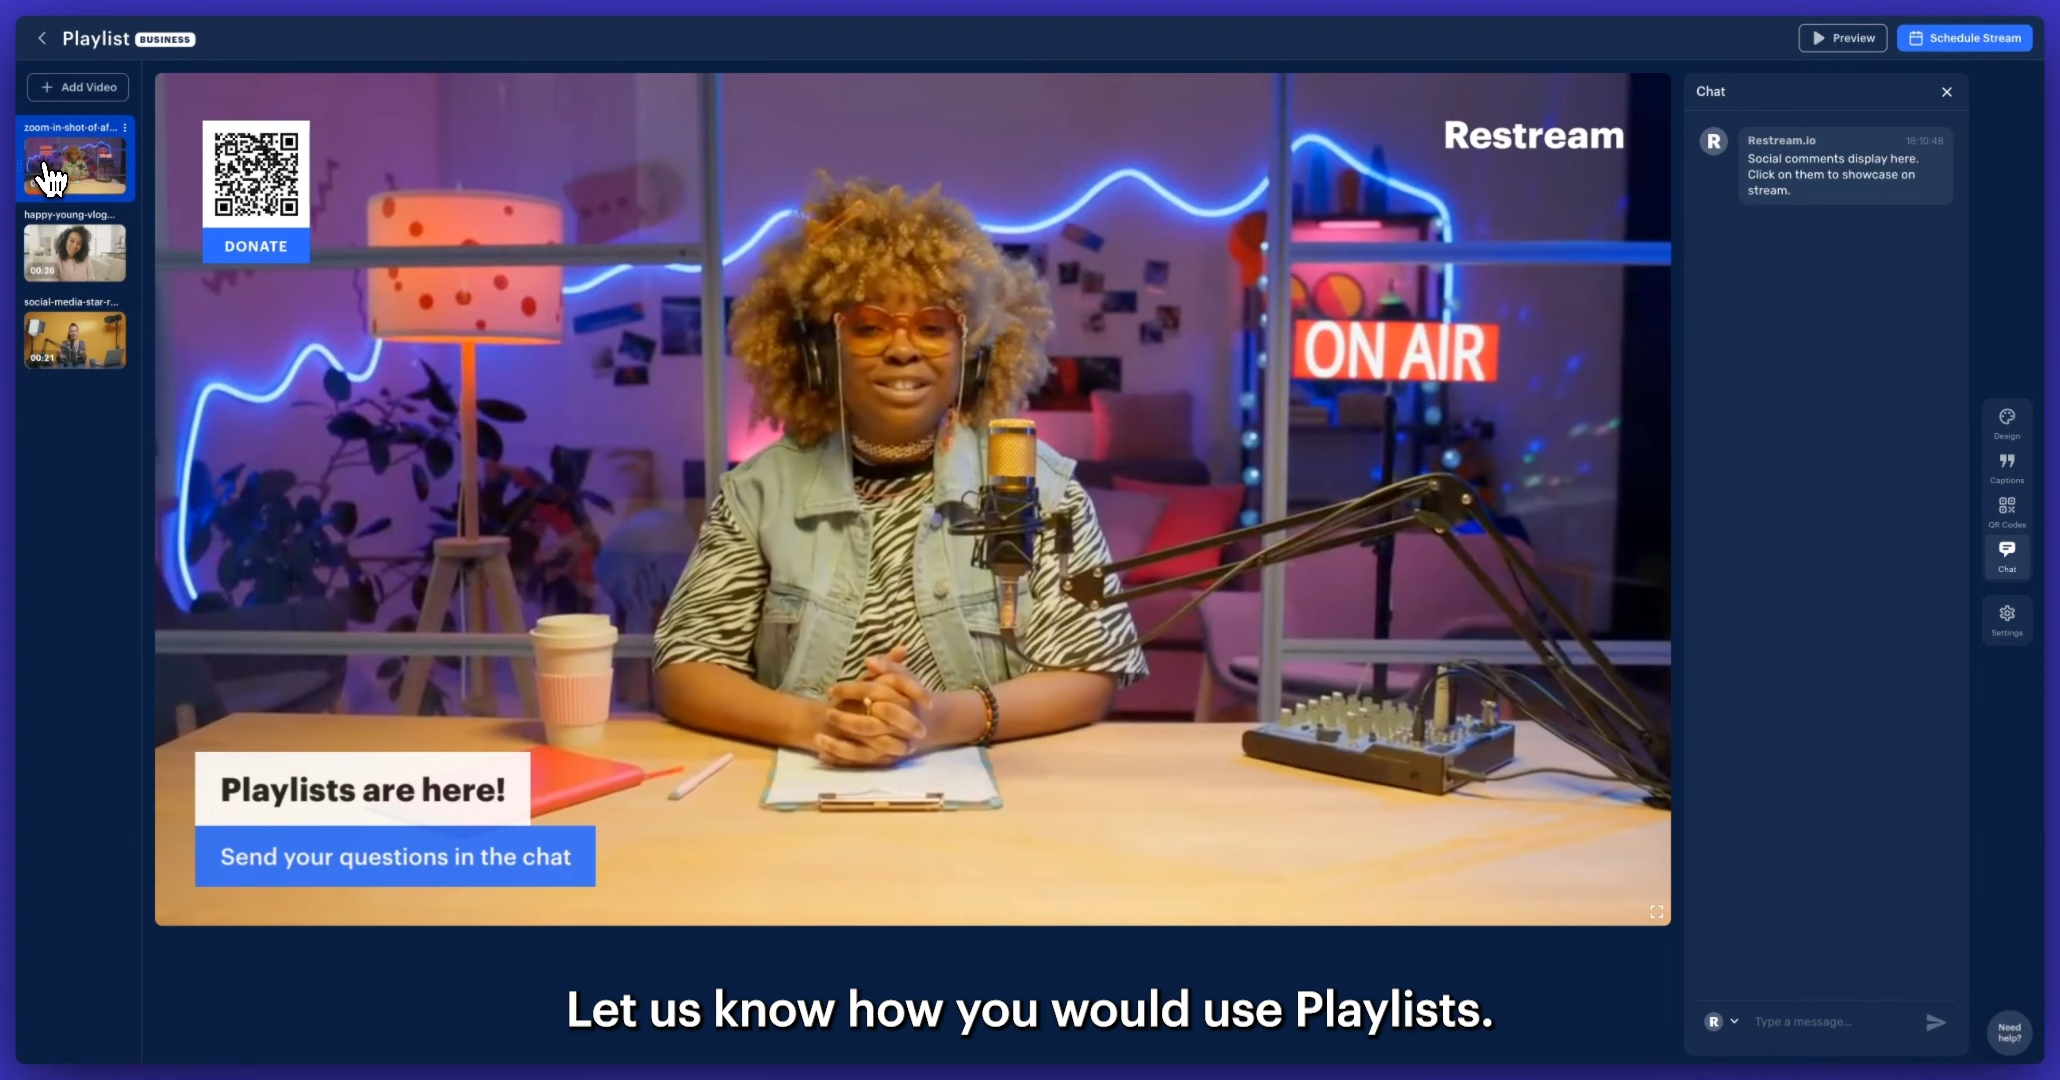 Playlist BUSINESS
Preview
Schedule Stream
Add Video
zoom-in-shot-of-af...
happy-young-vlog...
00:26
social-media-star-r...
00:21
DONATE
Restream
ON AIR
Playlists are here!
Send your questions in the chat
Let us know how you would use Playlists.
Chat
R
Restream.io 18:10:48
Social comments display here.
Click on them to showcase on
stream.
Design
Captions
QR Codes
Chat
Settings
R
Type a message...
Need
help?